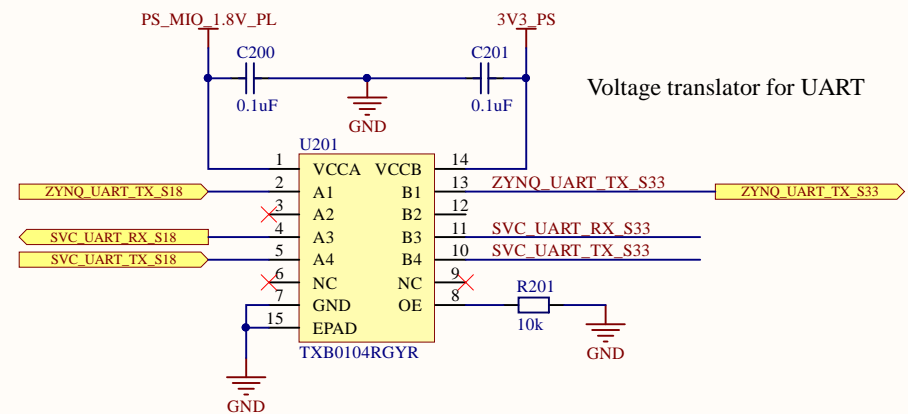 PS_MIO_1.8V_PL
3V3_PS
C200
C201
0.1uF
0.1uF
GND
Voltage translator for UART
U201
1 VCCA VCCB 14
ZYNQ_UART_TX_S18 2 A1 B1 13 ZYNQ_UART_TX_S33 ZYNQ_UART_TX_S33
3 A2 B2 12
SVC_UART_RX_S18 4 A3 B3 11 SVC_UART_RX_S33
SVC_UART_TX_S18 5 A4 B4 10 SVC_UART_TX_S33
6 NC NC 9
7 GND OE 8 R201
15 EPAD 10k
TXB0104RGYR
GND
GND